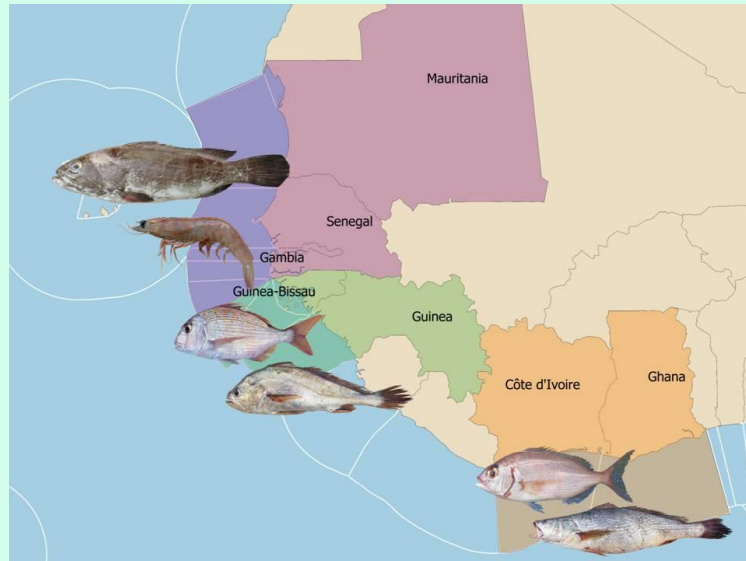 Mauritania
Senegal
Gambia
Guinea-Bissau
Guinea
Côte d'Ivoire
Ghana